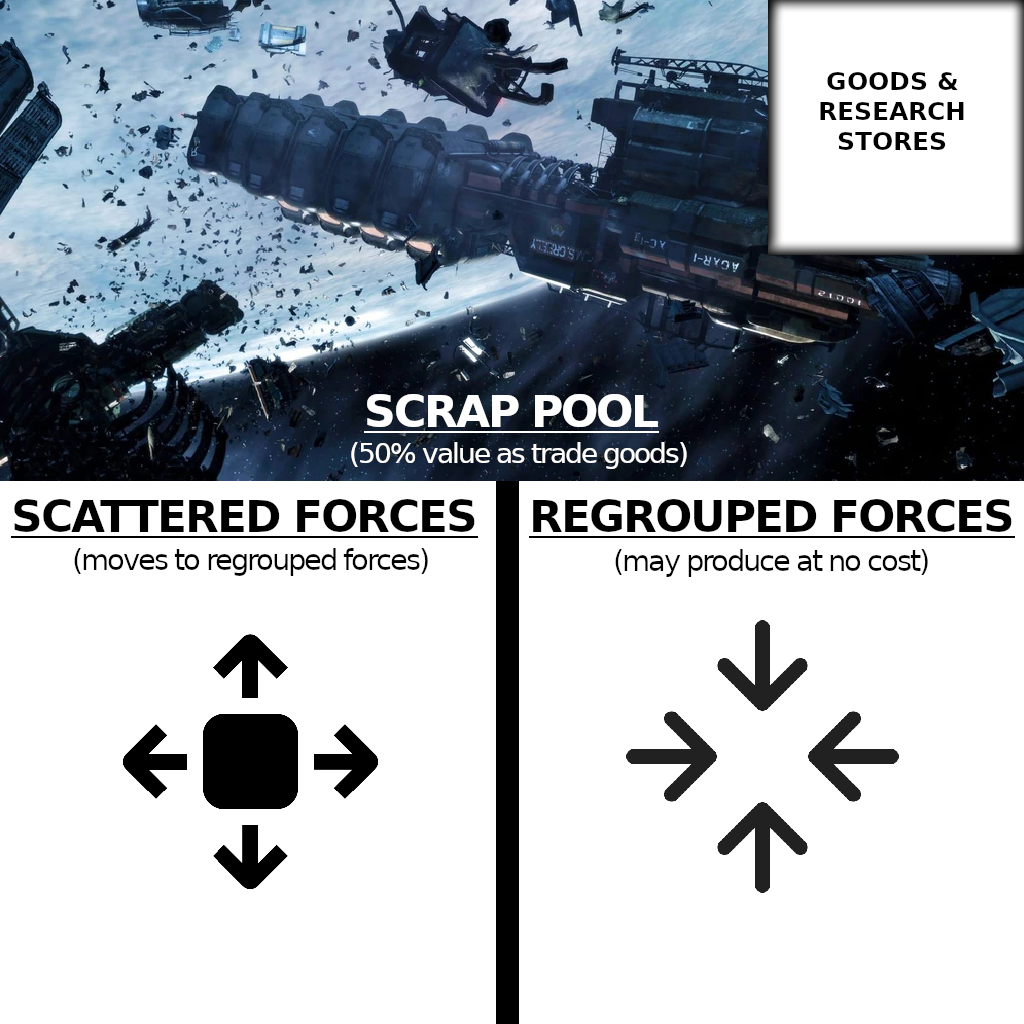 GOODS &
RESEARCH
STORES
SCRAP POOL
(50% value as trade goods)
SCATTERED FORCES
(moves to regrouped forces)
REGROUPED FORCES
(may produce at no cost)